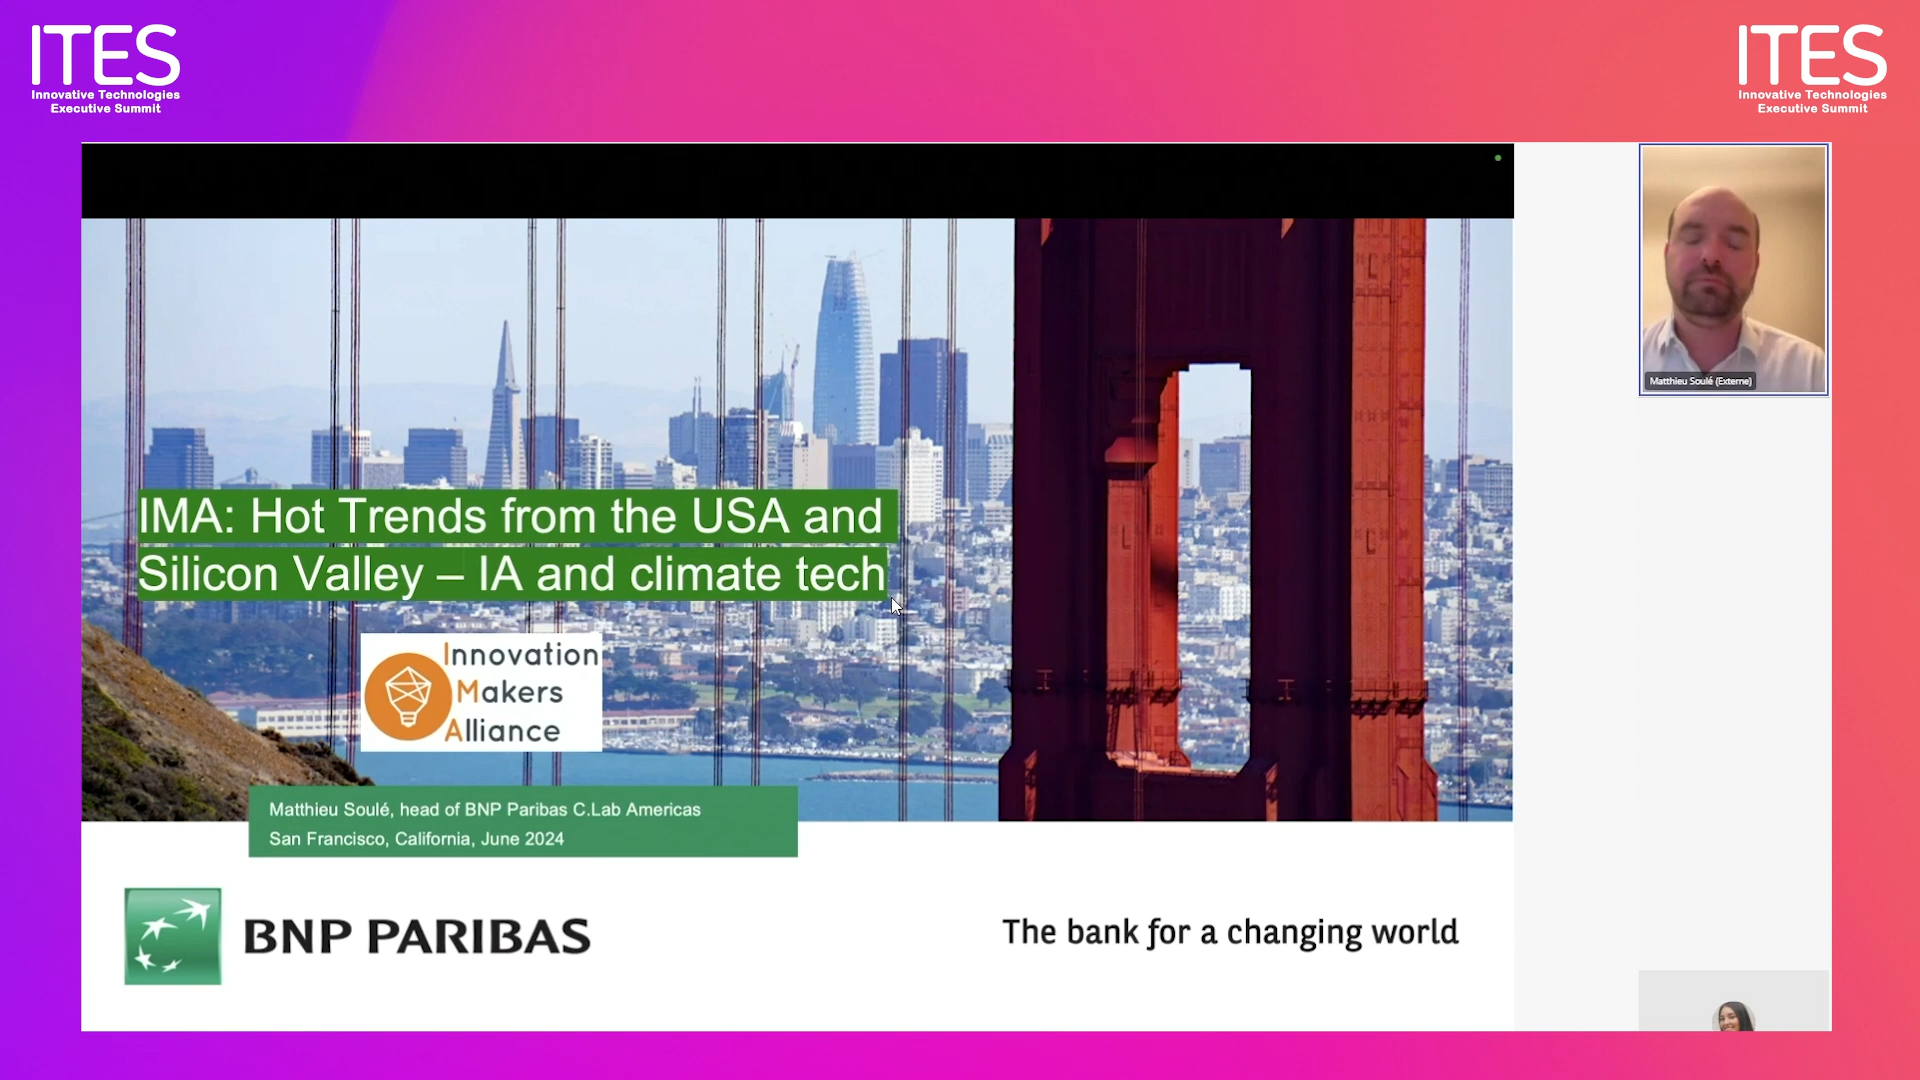 ITES
Innovative Technologies
Executive Summit
ITES
Innovative Technologies
Executive Summit
Matthieu Soulé (Externe)
IMA: Hot Trends from the USA and
Silicon Valley – IA and climate tech
Innovation
Makers
Alliance
Matthieu Soulé, head of BNP Paribas C.Lab Americas
San Francisco, California, June 2024
BNP PARIBAS
The bank for a changing world